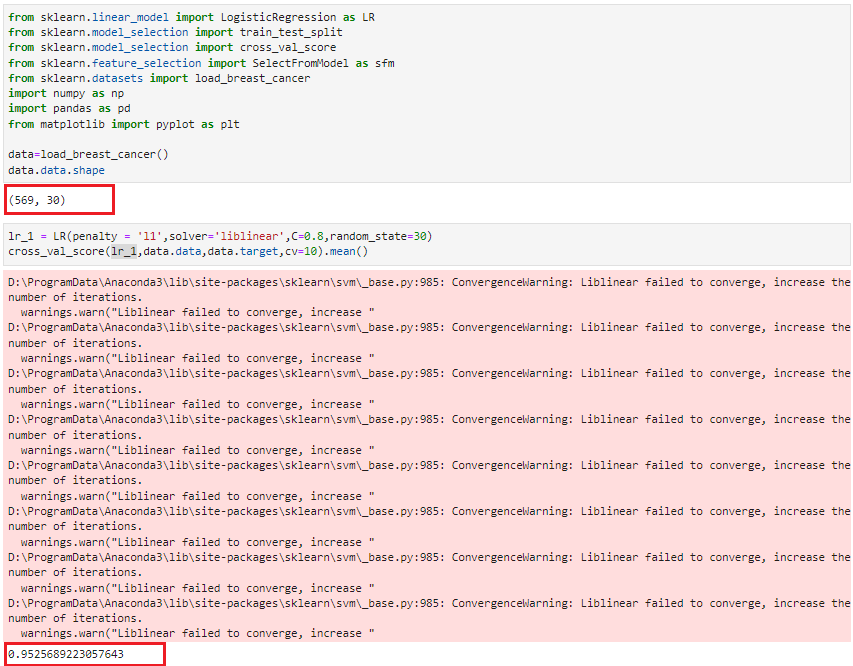 from sklearn.linear_model import LogisticRegression as LR
from sklearn.model_selection import train_test_split
from sklearn.model_selection import cross_val_score
from sklearn.feature_selection import SelectFromModel as sfm
from sklearn.datasets import load_breast_cancer
import numpy as np
import pandas as pd
from matplotlib import pyplot as plt
data=load_breast_cancer()
data.data.shape
(569, 30)
lr_1 = LR(penalty = 'l1',solver='liblinear',C=0.8,random_state=30)
cross_val_score(lr_1,data.data,data.target,cv=10).mean()
D:\ProgramData\Anaconda3\lib\site-packages\sklearn\svm\_base.py:985: ConvergenceWarning: Liblinear failed to converge, increase the
number of iterations.
warnings.warn("Liblinear failed to converge, increase "
D:\ProgramData\Anaconda3\lib\site-packages\sklearn\svm\_base.py:985: ConvergenceWarning: Liblinear failed to converge, increase the
number of iterations.
warnings.warn("Liblinear failed to converge, increase "
D:\ProgramData\Anaconda3\lib\site-packages\sklearn\svm\_base.py:985: ConvergenceWarning: Liblinear failed to converge, increase the
number of iterations.
warnings.warn("Liblinear failed to converge, increase "
D:\ProgramData\Anaconda3\lib\site-packages\sklearn\svm\_base.py:985: ConvergenceWarning: Liblinear failed to converge, increase the
number of iterations.
warnings.warn("Liblinear failed to converge, increase "
D:\ProgramData\Anaconda3\lib\site-packages\sklearn\svm\_base.py:985: ConvergenceWarning: Liblinear failed to converge, increase the
number of iterations.
warnings.warn("Liblinear failed to converge, increase "
D:\ProgramData\Anaconda3\lib\site-packages\sklearn\svm\_base.py:985: ConvergenceWarning: Liblinear failed to converge, increase the
number of iterations.
warnings.warn("Liblinear failed to converge, increase "
D:\ProgramData\Anaconda3\lib\site-packages\sklearn\svm\_base.py:985: ConvergenceWarning: Liblinear failed to converge, increase the
number of iterations.
warnings.warn("Liblinear failed to converge, increase "
D:\ProgramData\Anaconda3\lib\site-packages\sklearn\svm\_base.py:985: ConvergenceWarning: Liblinear failed to converge, increase the
number of iterations.
warnings.warn("Liblinear failed to converge, increase "
0.9525689223057643